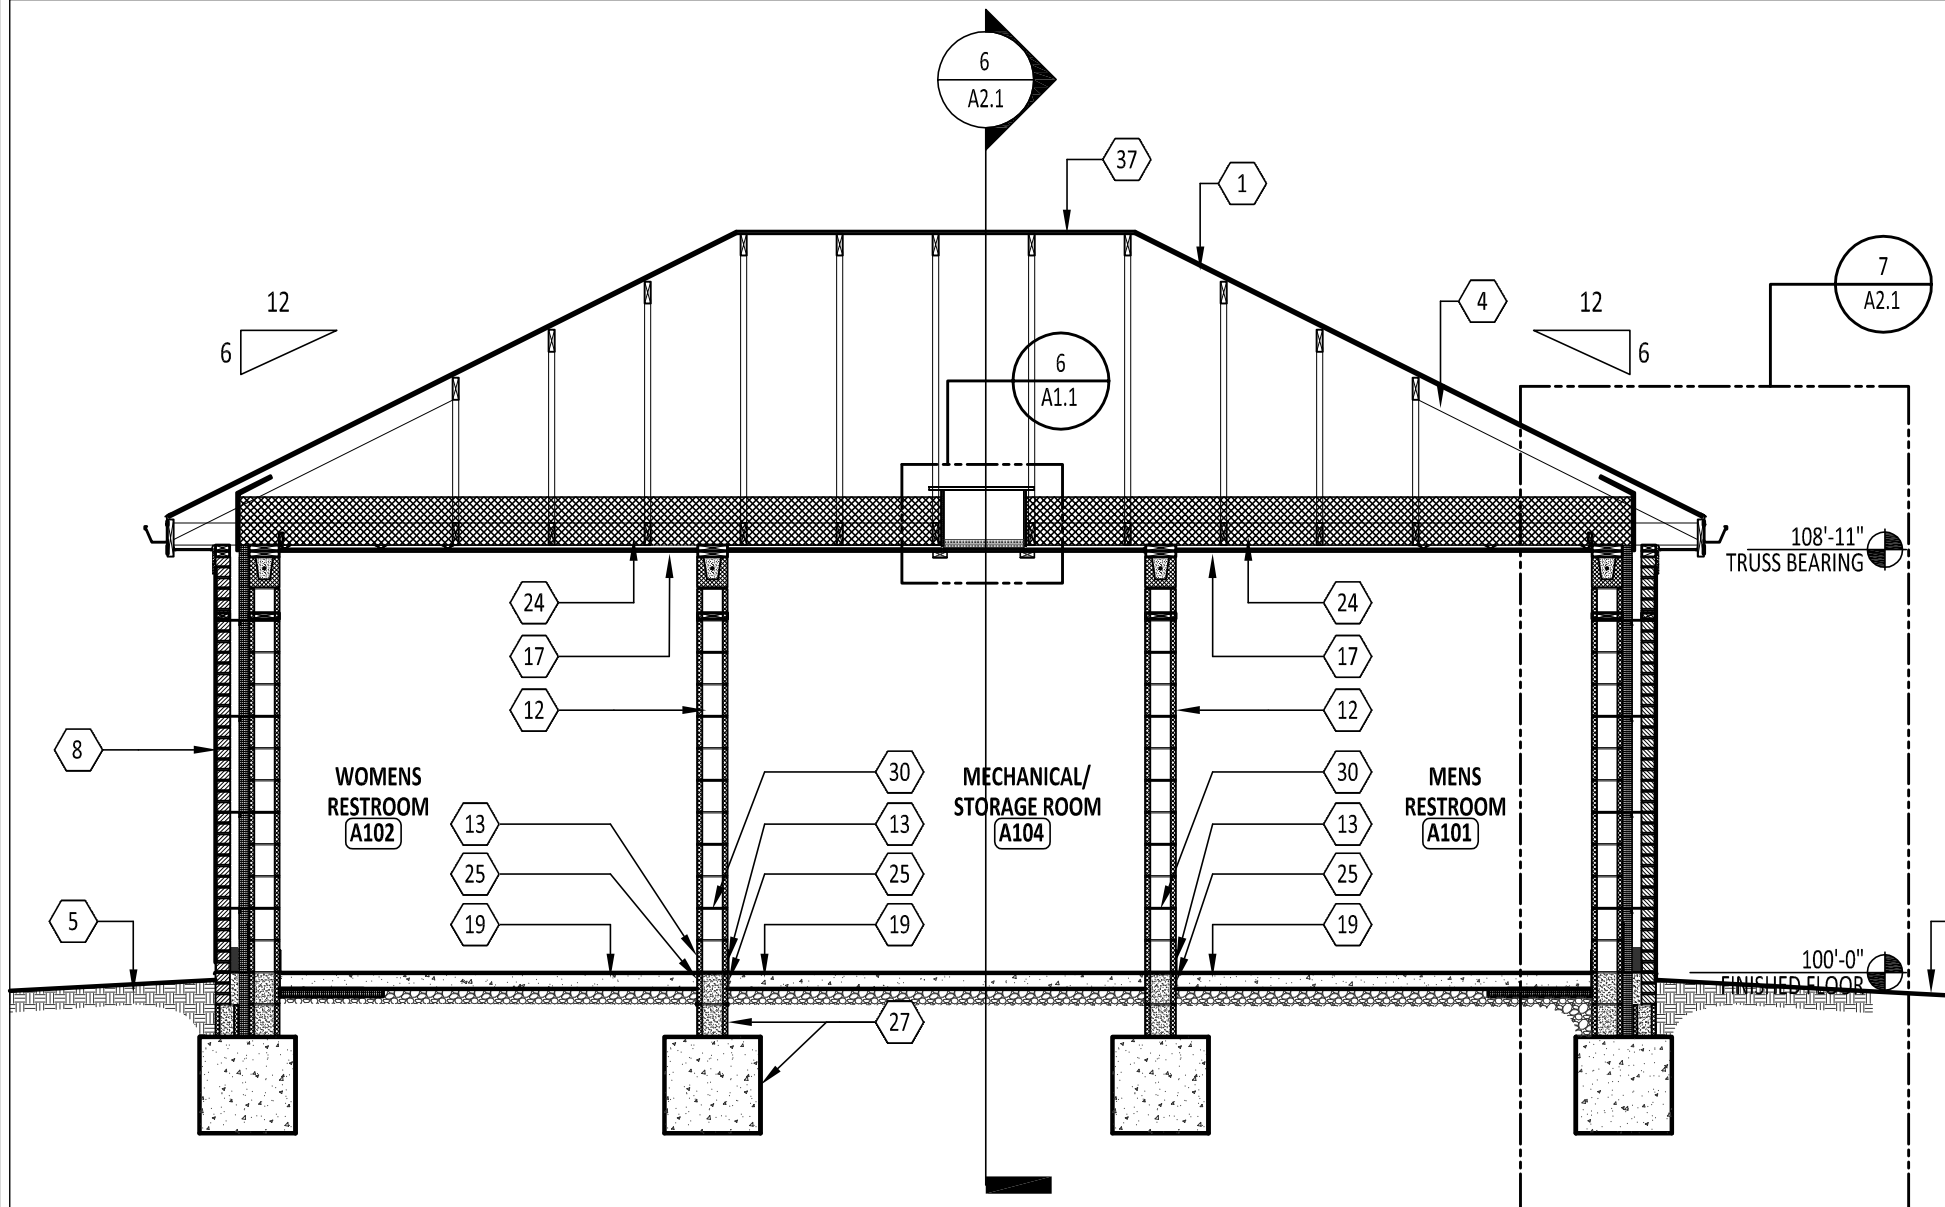 6
A2.1
37
1
7
A2.1
12
6
4
12
6
6
A1.1
108'-11"
TRUSS BEARING
24
24
17
17
12
12
8
WOMENS
RESTROOM
A102
30
MECHANICAL/
STORAGE ROOM
A104
30
MENS
RESTROOM
A101
13
13
13
25
25
25
5
19
19
19
100'-0"
FINISHED FLOOR
27